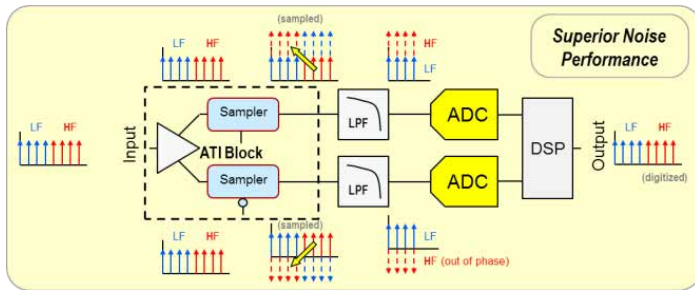 Superior Noise
Performance
(sampled)
LF HF
HF
LF
LF HF
Input
ATI Block
Sampler
Sampler
LPF
LPF
ADC
ADC
DSP
Output
LF HF
(digitized)
(sampled)
LF HF
LF
HF (out of phase)